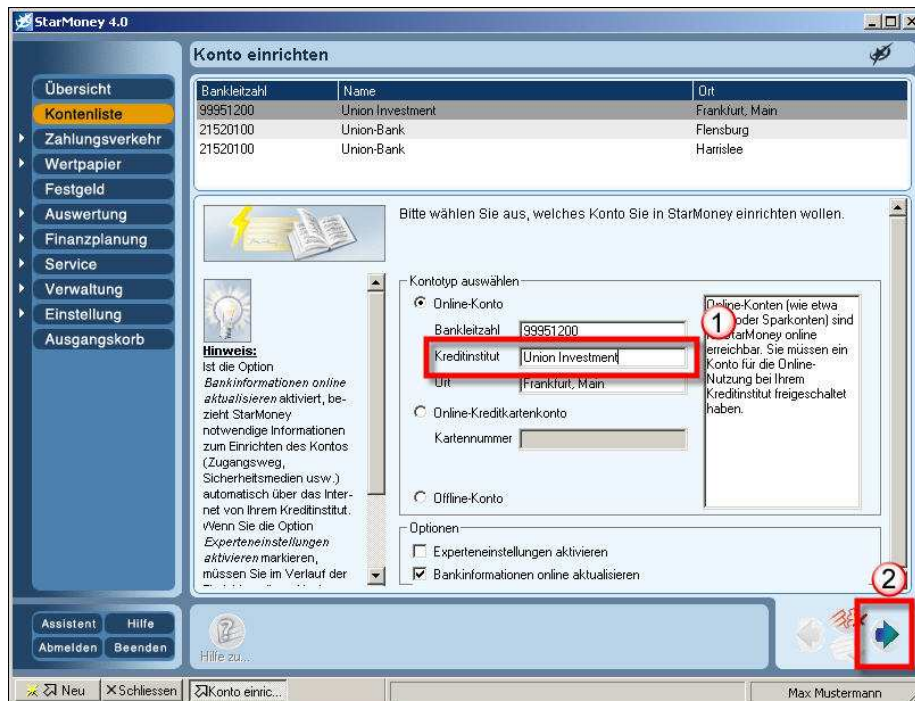 StarMoney 4.0
Konto einrichten
Übersicht
Kontenliste
Zahlungsverkehr
Wertpapier
Festgeld
Auswertung
Finanzplanung
Service
Verwaltung
Einstellung
Ausgangskorb
Bankleitzahl Name Ort
99951200 Union Investment Frankfurt, Main
21520100 Union-Bank Flensburg
21520100 Union-Bank Harrislee
Bitte wählen Sie aus, welches Konto Sie in StarMoney einrichten wollen.
Hinweis:
Ist die Option
Bankinformationen online
aktualisieren aktiviert, be-
zieht StarMoney
notwendige Informationen
zum Einrichten des Kontos
(Zugangsweg,
Sicherheitsmedien usw.)
automatisch über das Inter-
net von Ihrem Kreditinstitut.
Wenn Sie die Option
Experteneinstellungen
aktivieren markieren,
müssen Sie im Verlauf der
Kontotyp auswählen
Online-Konto
Bankleitzahl 99951200
Kreditinstitut Union Investment
Ort Frankfurt, Main
Online-Kreditkartenkonto
Kartennummer
Offline-Konto
Online-Konten (wie etwa
oder Sparkonten) sind
StarMoney online
erreichbar. Sie müssen ein
Konto für die Online-
Nutzung bei Ihrem
Kreditinstitut freigeschaltet
haben.
1
Optionen
Experteneinstellungen aktivieren
Bankinformationen online aktualisieren
2
Assistent Hilfe
Abmelden Beenden
Hilfe zu...
Neu Schliessen Konto einric... Max Mustermann